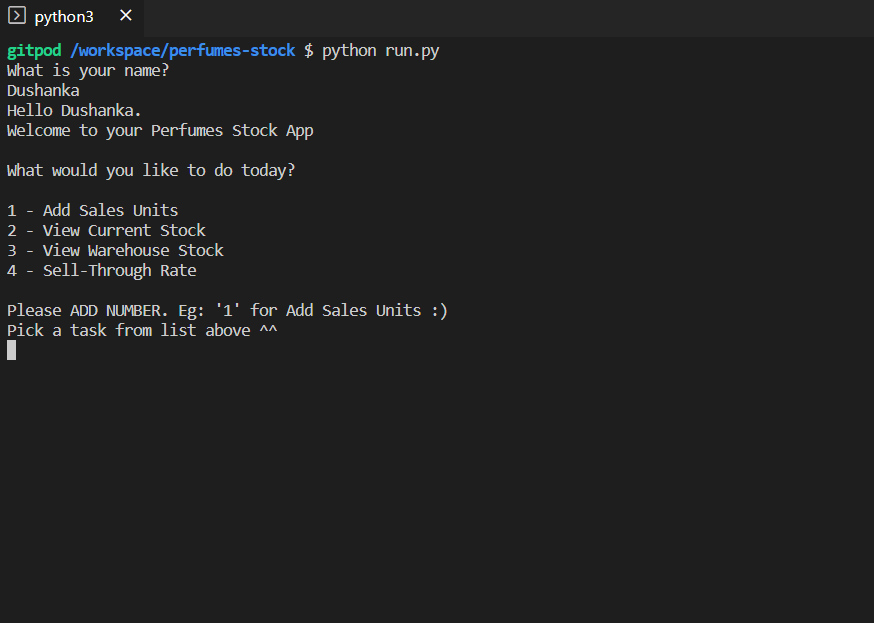 python3
gitpod /workspace/perfumes-stock $ python run.py
What is your name?
Dushanka
Hello Dushanka.
Welcome to your Perfumes Stock App
What would you like to do today?
1 - Add Sales Units
2 - View Current Stock
3 - View Warehouse Stock
4 - Sell-Through Rate
Please ADD NUMBER. Eg: '1' for Add Sales Units :)
Pick a task from list above ^^